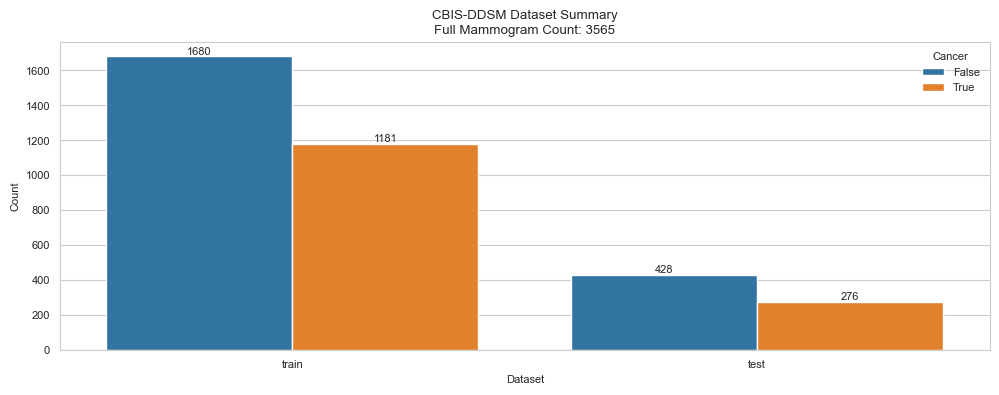 CBIS-DDSM Dataset Summary
Full Mammogram Count: 3565
Cancer
False
True
Count
1600
1400
1200
1000
800
600
400
200
0
1680
1181
428
276
train
test
Dataset